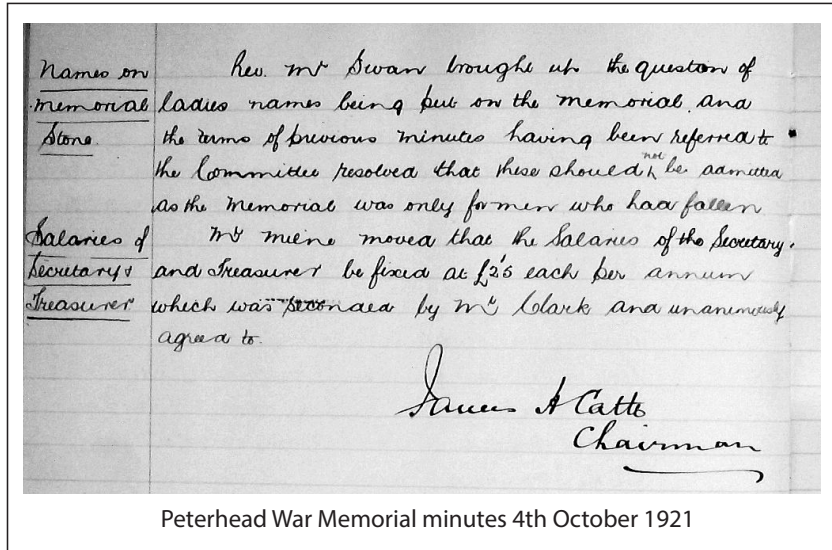 Names on
memorial
Stone.
Rev. Mr Swan brought up the question of
ladies names being put on the memorial and
the terms of previous minutes having been referred to
the Committee resolved that these should not be admitted
as the memorial was only for men who had fallen
Salaries of
Secretary &
Treasurer
Mr Milne moved that the Salaries of the Secretary
and Treasurer be fixed at £25 each per annum
which was seconded by Mr Clark and unanimously
agreed to.
James A Catto
Chairman
Peterhead War Memorial minutes 4th October 1921